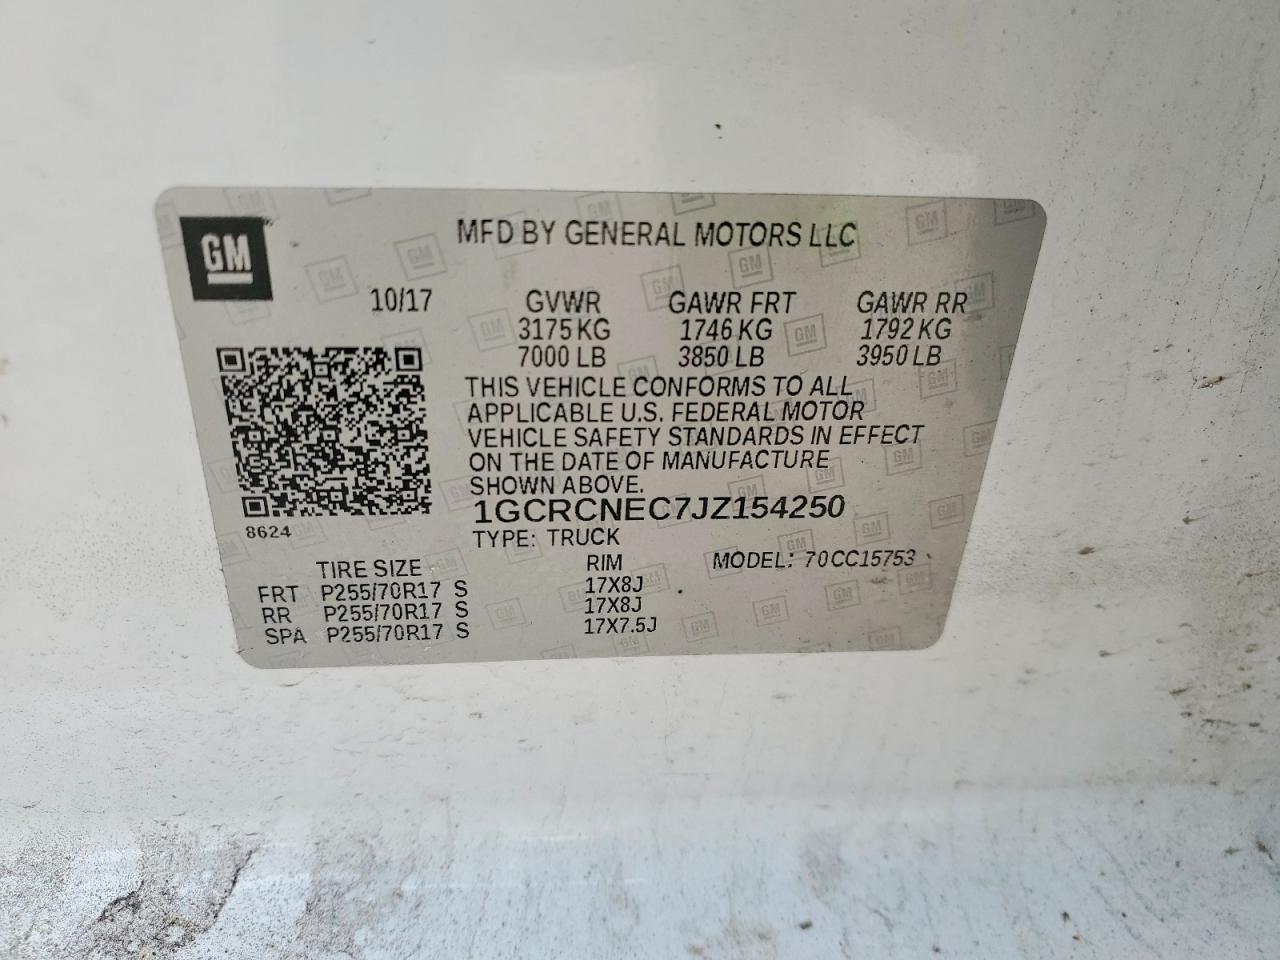 GM
MFD BY GENERAL MOTORS LLC
10/17 GVWR GAWR FRT GAWR RR
3175 KG 1746 KG 1792 KG
7000 LB 3850 LB 3950 LB
THIS VEHICLE CONFORMS TO ALL
APPLICABLE U.S. FEDERAL MOTOR
VEHICLE SAFETY STANDARDS IN EFFECT
ON THE DATE OF MANUFACTURE
SHOWN ABOVE.
1GCRCNEC7JZ154250
8624
TYPE: TRUCK
TIRE SIZE RIM MODEL: 70CC15753
FRT P255/70R17 S 17X8J
RR P255/70R17 S 17X8J
SPA P255/70R17 S 17X7.5J